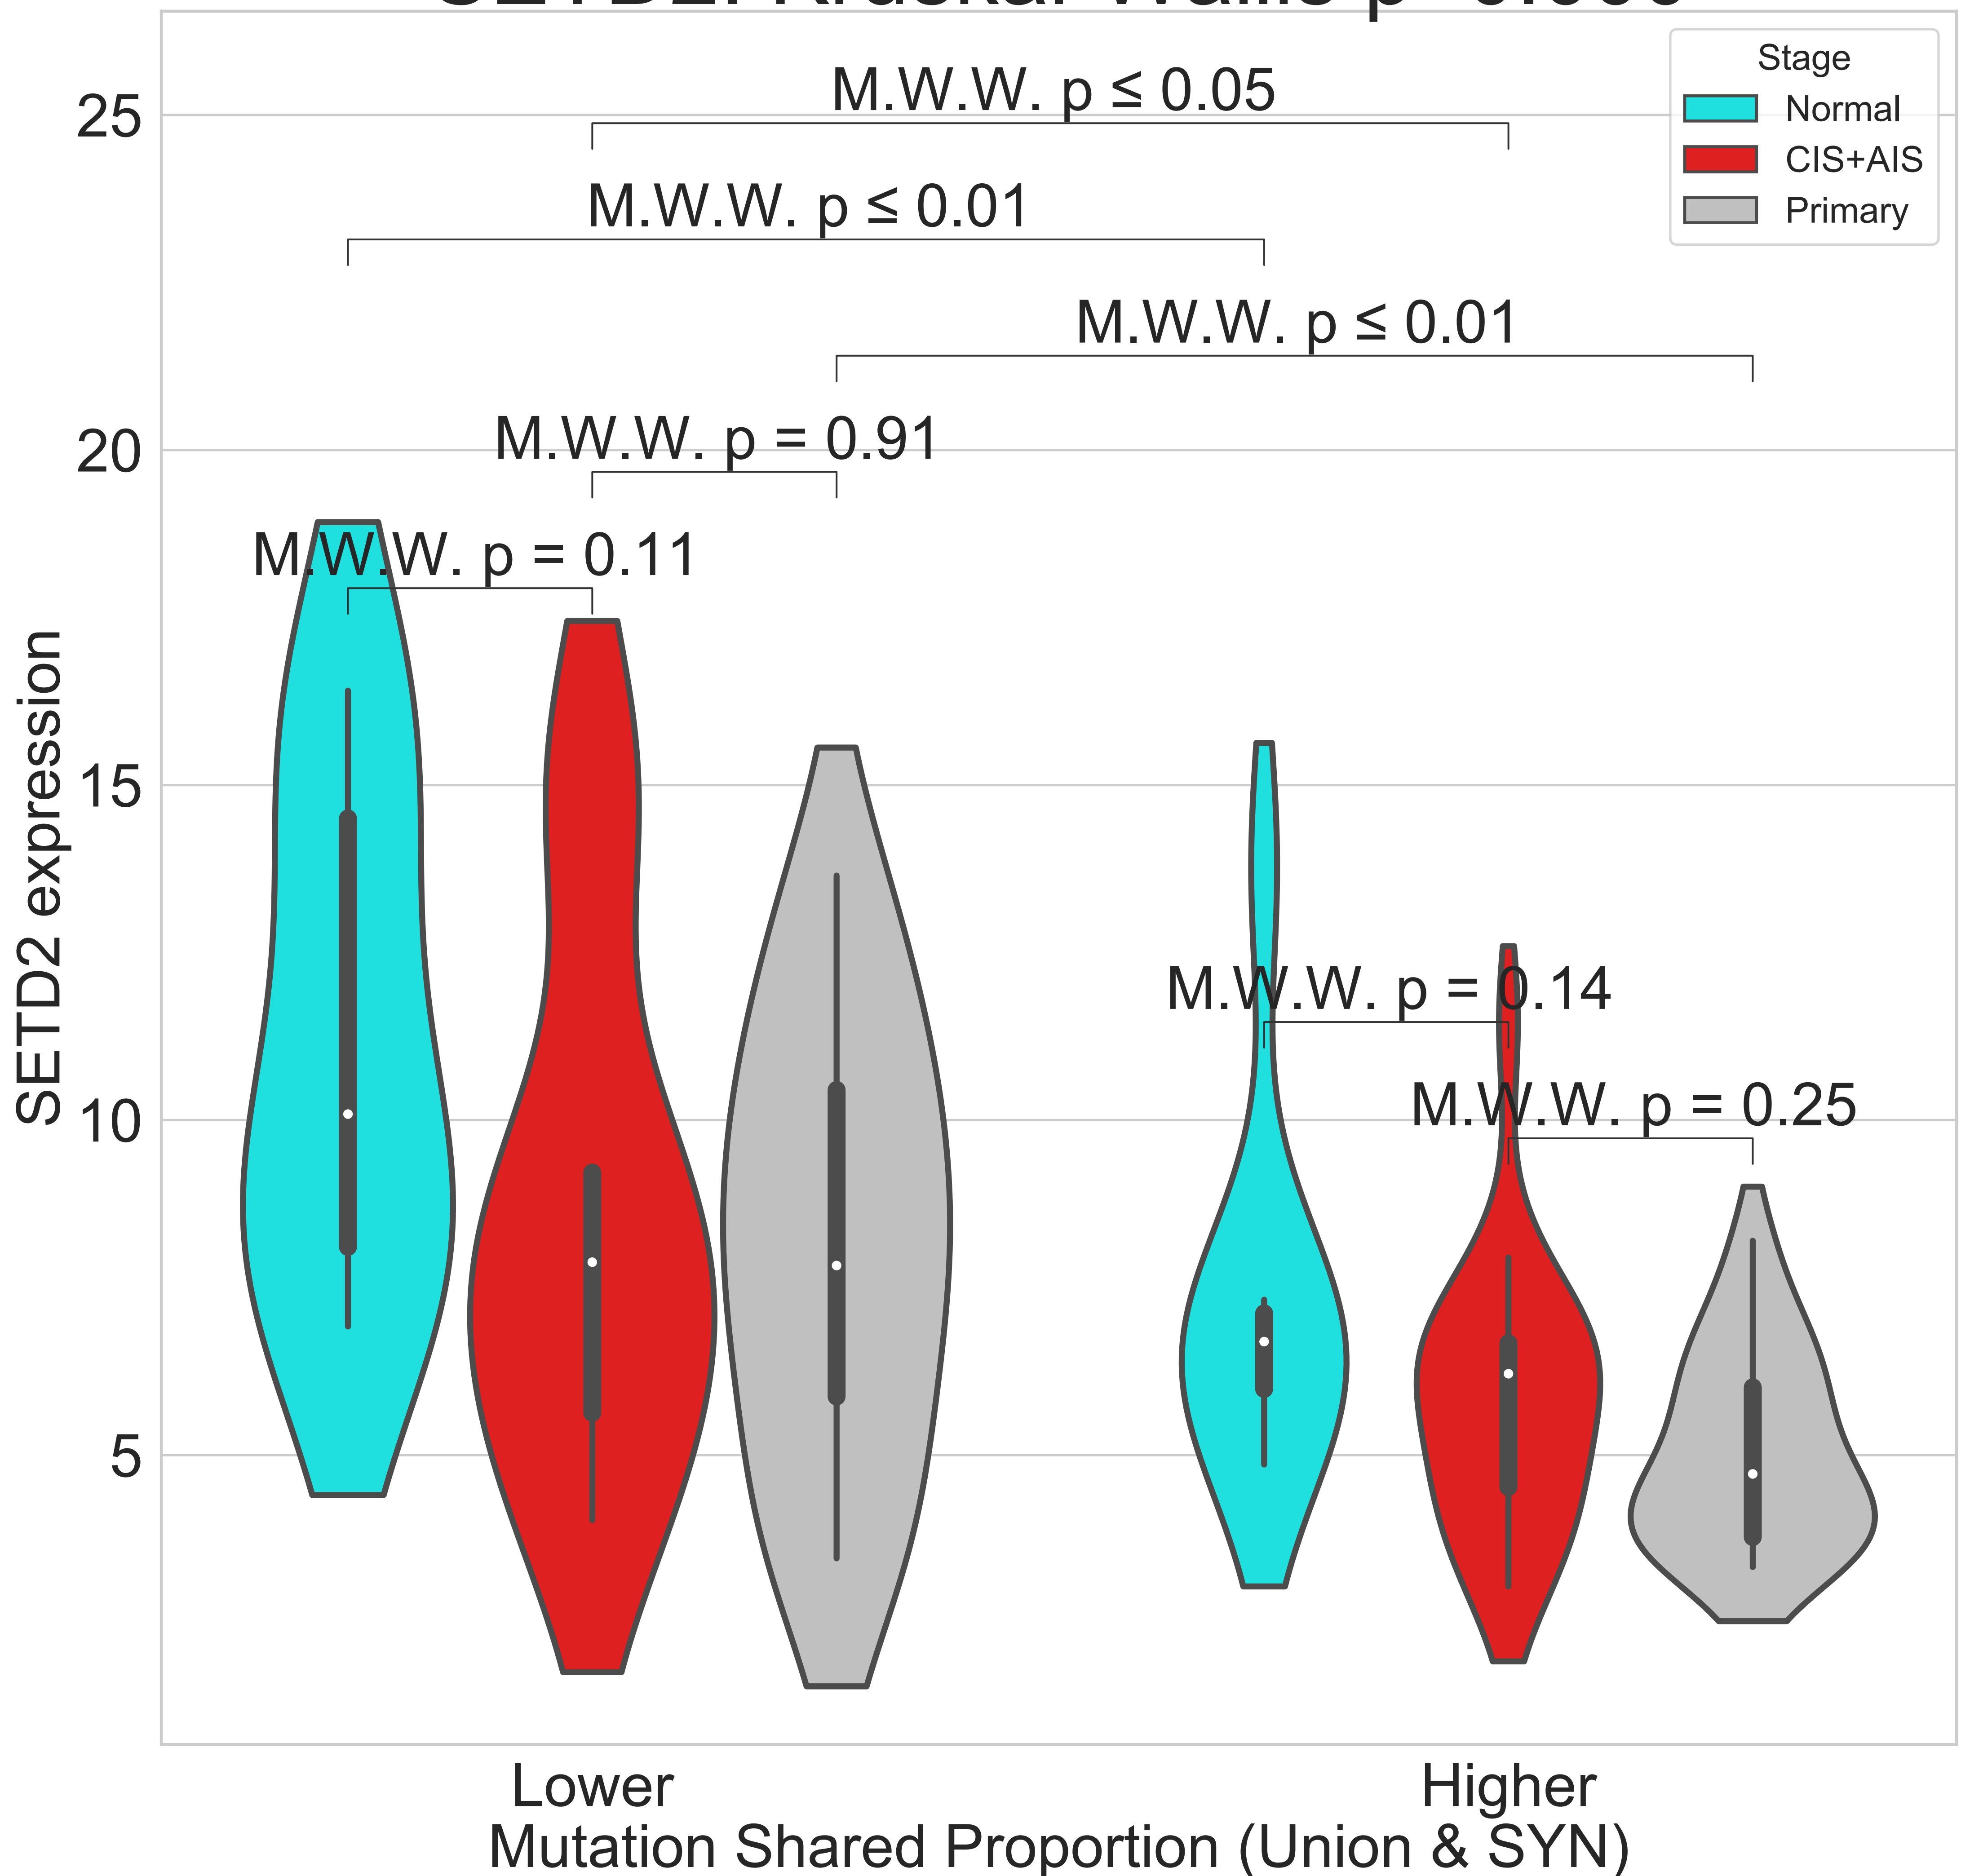 M.W.W. p ≤ 0.05
Stage
Normal
CIS+AIS
Primary
25
M.W.W. p ≤ 0.01
M.W.W. p ≤ 0.01
M.W.W. p = 0.91
20
M.W.W. p = 0.11
15
M.W.W. p = 0.14
M.W.W. p = 0.25
10
5
SETD2 expression
Lower
Higher
Mutation Shared Proportion (Union & SYN)